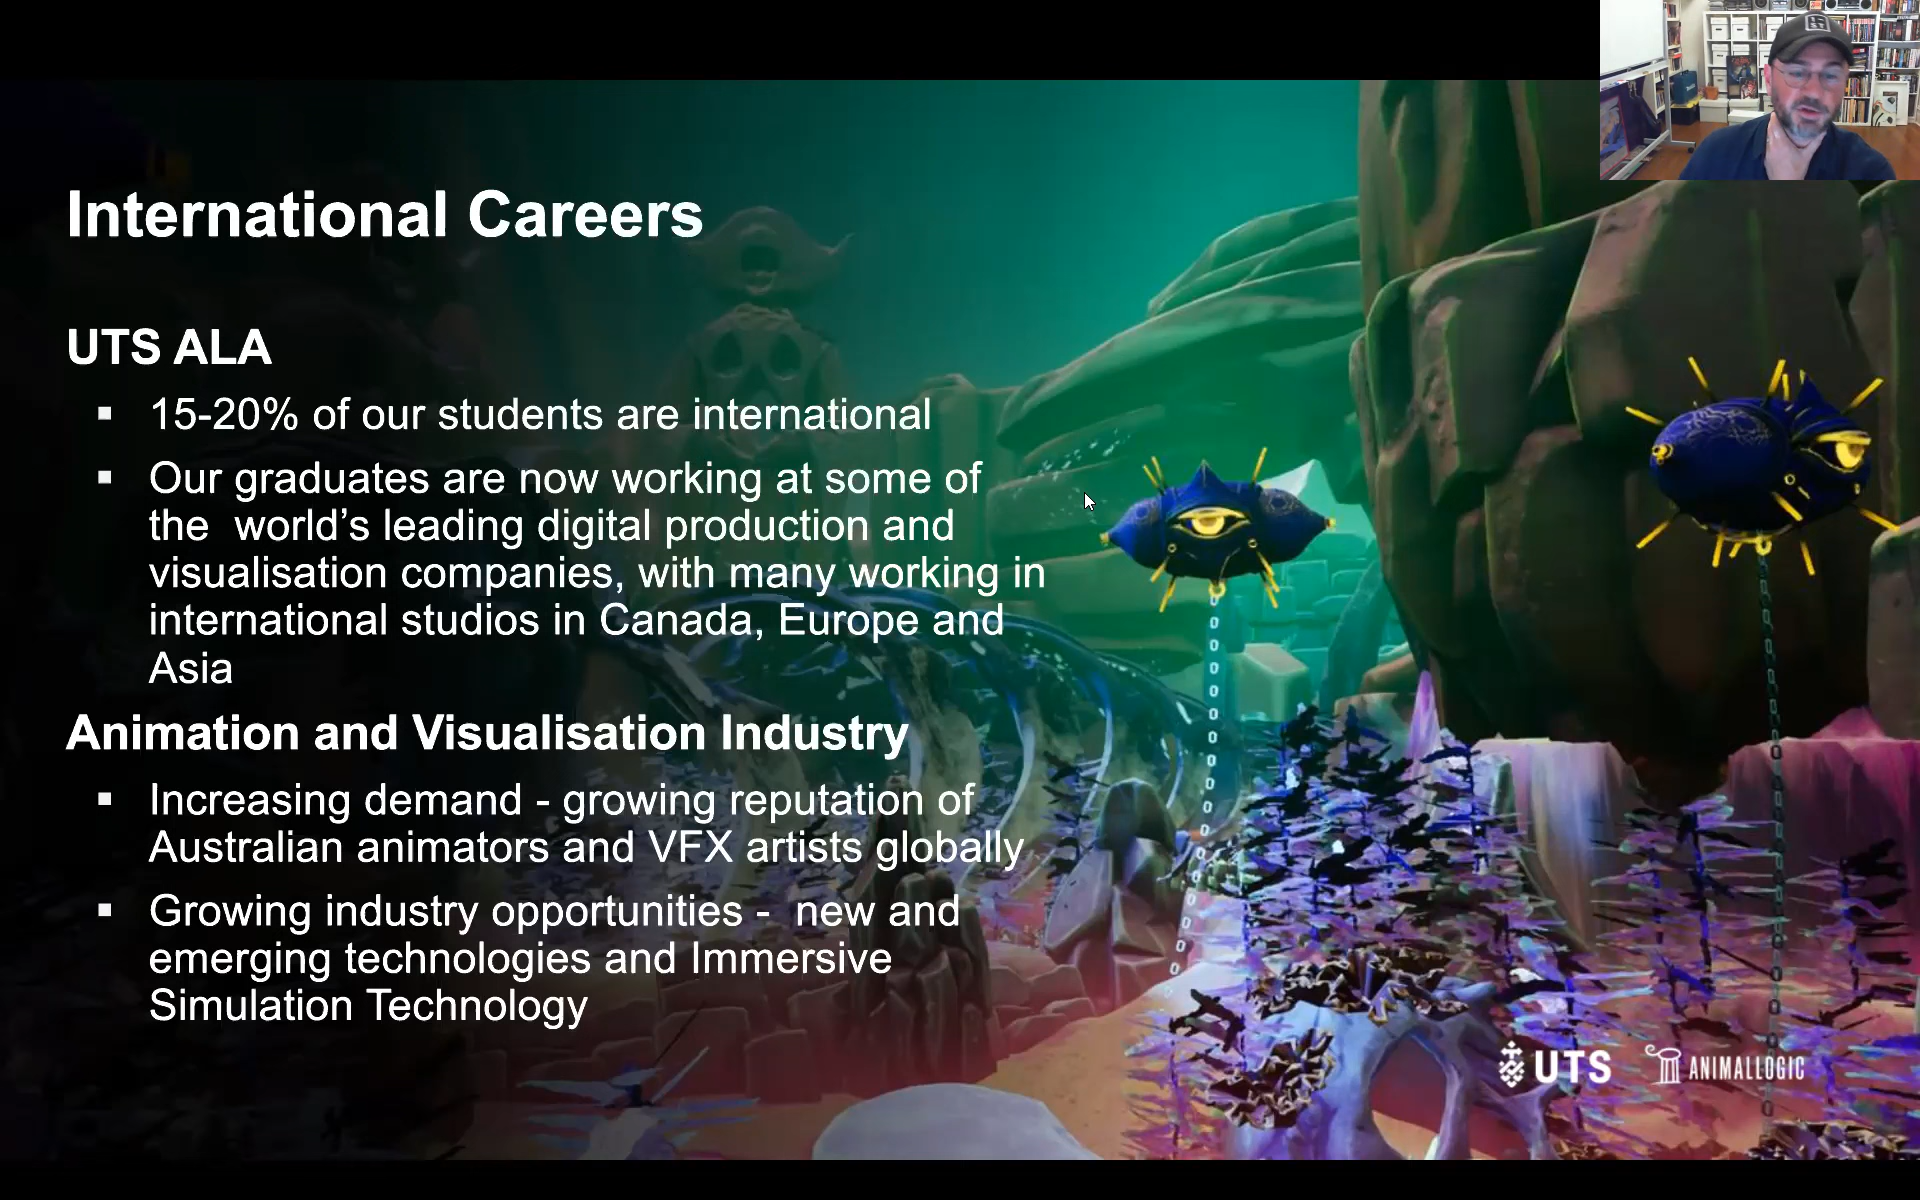 International Careers
UTS ALA
▪ 15-20% of our students are international
▪ Our graduates are now working at some of
the  world’s leading digital production and
visualisation companies, with many working in
international studios in Canada, Europe and
Asia
Animation and Visualisation Industry
▪ Increasing demand - growing reputation of
Australian animators and VFX artists globally
▪ Growing industry opportunities -  new and
emerging technologies and Immersive
Simulation Technology
UTS ANIMALLOGIC